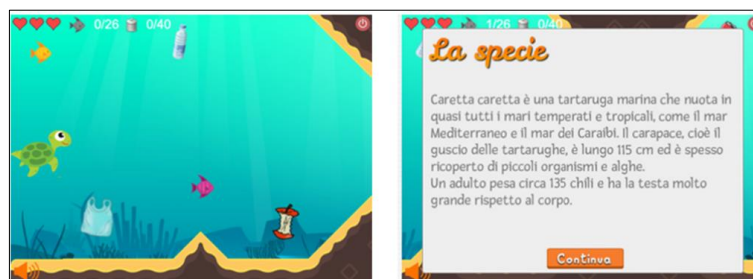 0/26 0/40
1/26 0/40
La specie
Caretta caretta è una tartaruga marina che nuota in
quasi tutti i mari temperati e tropicali, come il mar
Mediterraneo e il mar dei Caraibi. Il carapace, cioè il
guscio delle tartarughe, è lungo 115 cm ed è spesso
ricoperto di piccoli organismi e alghe.
Un adulto pesa circa 135 chili e ha la testa molto
grande rispetto al corpo.
Continua